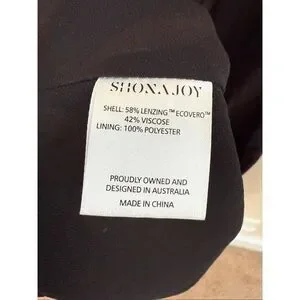 SHONA JOY
SHELL: 58% LENZING™ ECOVERO™
42% VISCOSE
LINING: 100% POLYESTER
PROUDLY OWNED AND
DESIGNED IN AUSTRALIA
MADE IN CHINA